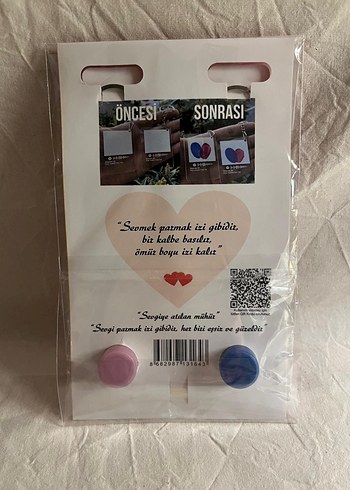 ÖNCESİ SONRASI
“Sevmek parmak izi gibidir,
bir kalbe basılır,
ömür boyu izi kalır”
“Sevgiye atılan mühür”
“Sevgi parmak izi gibidir, her biri eşsiz ve güzeldir”